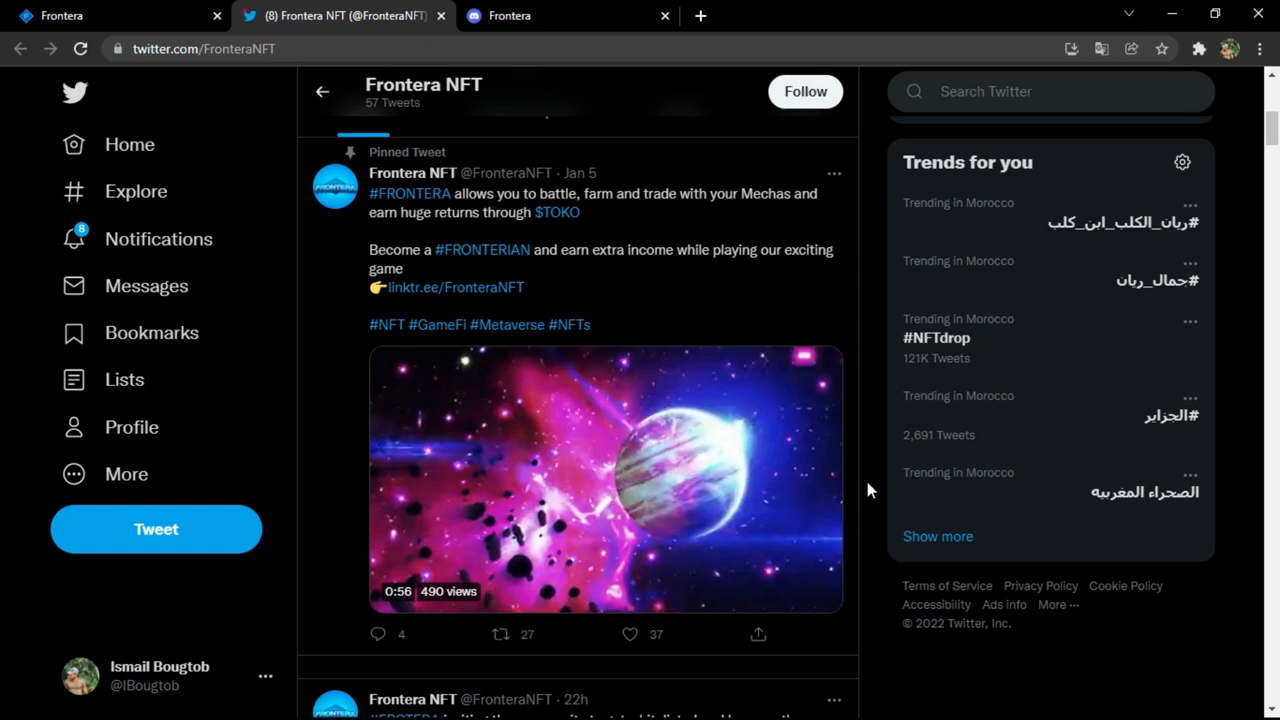 Frontera
(8) Frontera NFT (@FronteraNFT)
Frontera
twitter.com/FronteraNFT
Home
Explore
8
Notifications
Messages
Bookmarks
Lists
Profile
More
Tweet
Ismail Bougtob
@IBougtob
Frontera NFT
57 Tweets
Follow
Pinned Tweet
Frontera NFT @FronteraNFT · Jan 5
#FRONTERA allows you to battle, farm and trade with your Mechas and
earn huge returns through $TOKO
Become a #FRONTERIAN and earn extra income while playing our exciting
game
👉linktr.ee/FronteraNFT
#NFT #GameFi #Metaverse #NFTs
FRONTERA
0:56 490 views
4 27 37
Frontera NFT @FronteraNFT · 22h
Search Twitter
Trends for you
Trending in Morocco
#ريان_الكلب_ابن_كلب
Trending in Morocco
#جمال_ريان
Trending in Morocco
#NFTdrop
121K Tweets
Trending in Morocco
#الجزاير
2,691 Tweets
Trending in Morocco
الصحراء المغربيه
Show more
Terms of Service Privacy Policy Cookie Policy
Accessibility Ads info More ···
© 2022 Twitter, Inc.